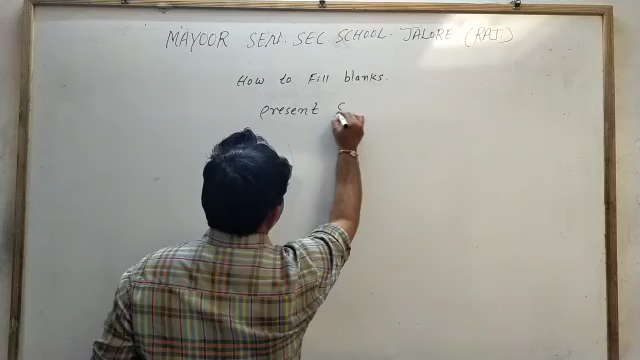 MAYOOR SEN. SEC. SCHOOL. JALORE (RAJ.)
How to Fill blanks.
present S